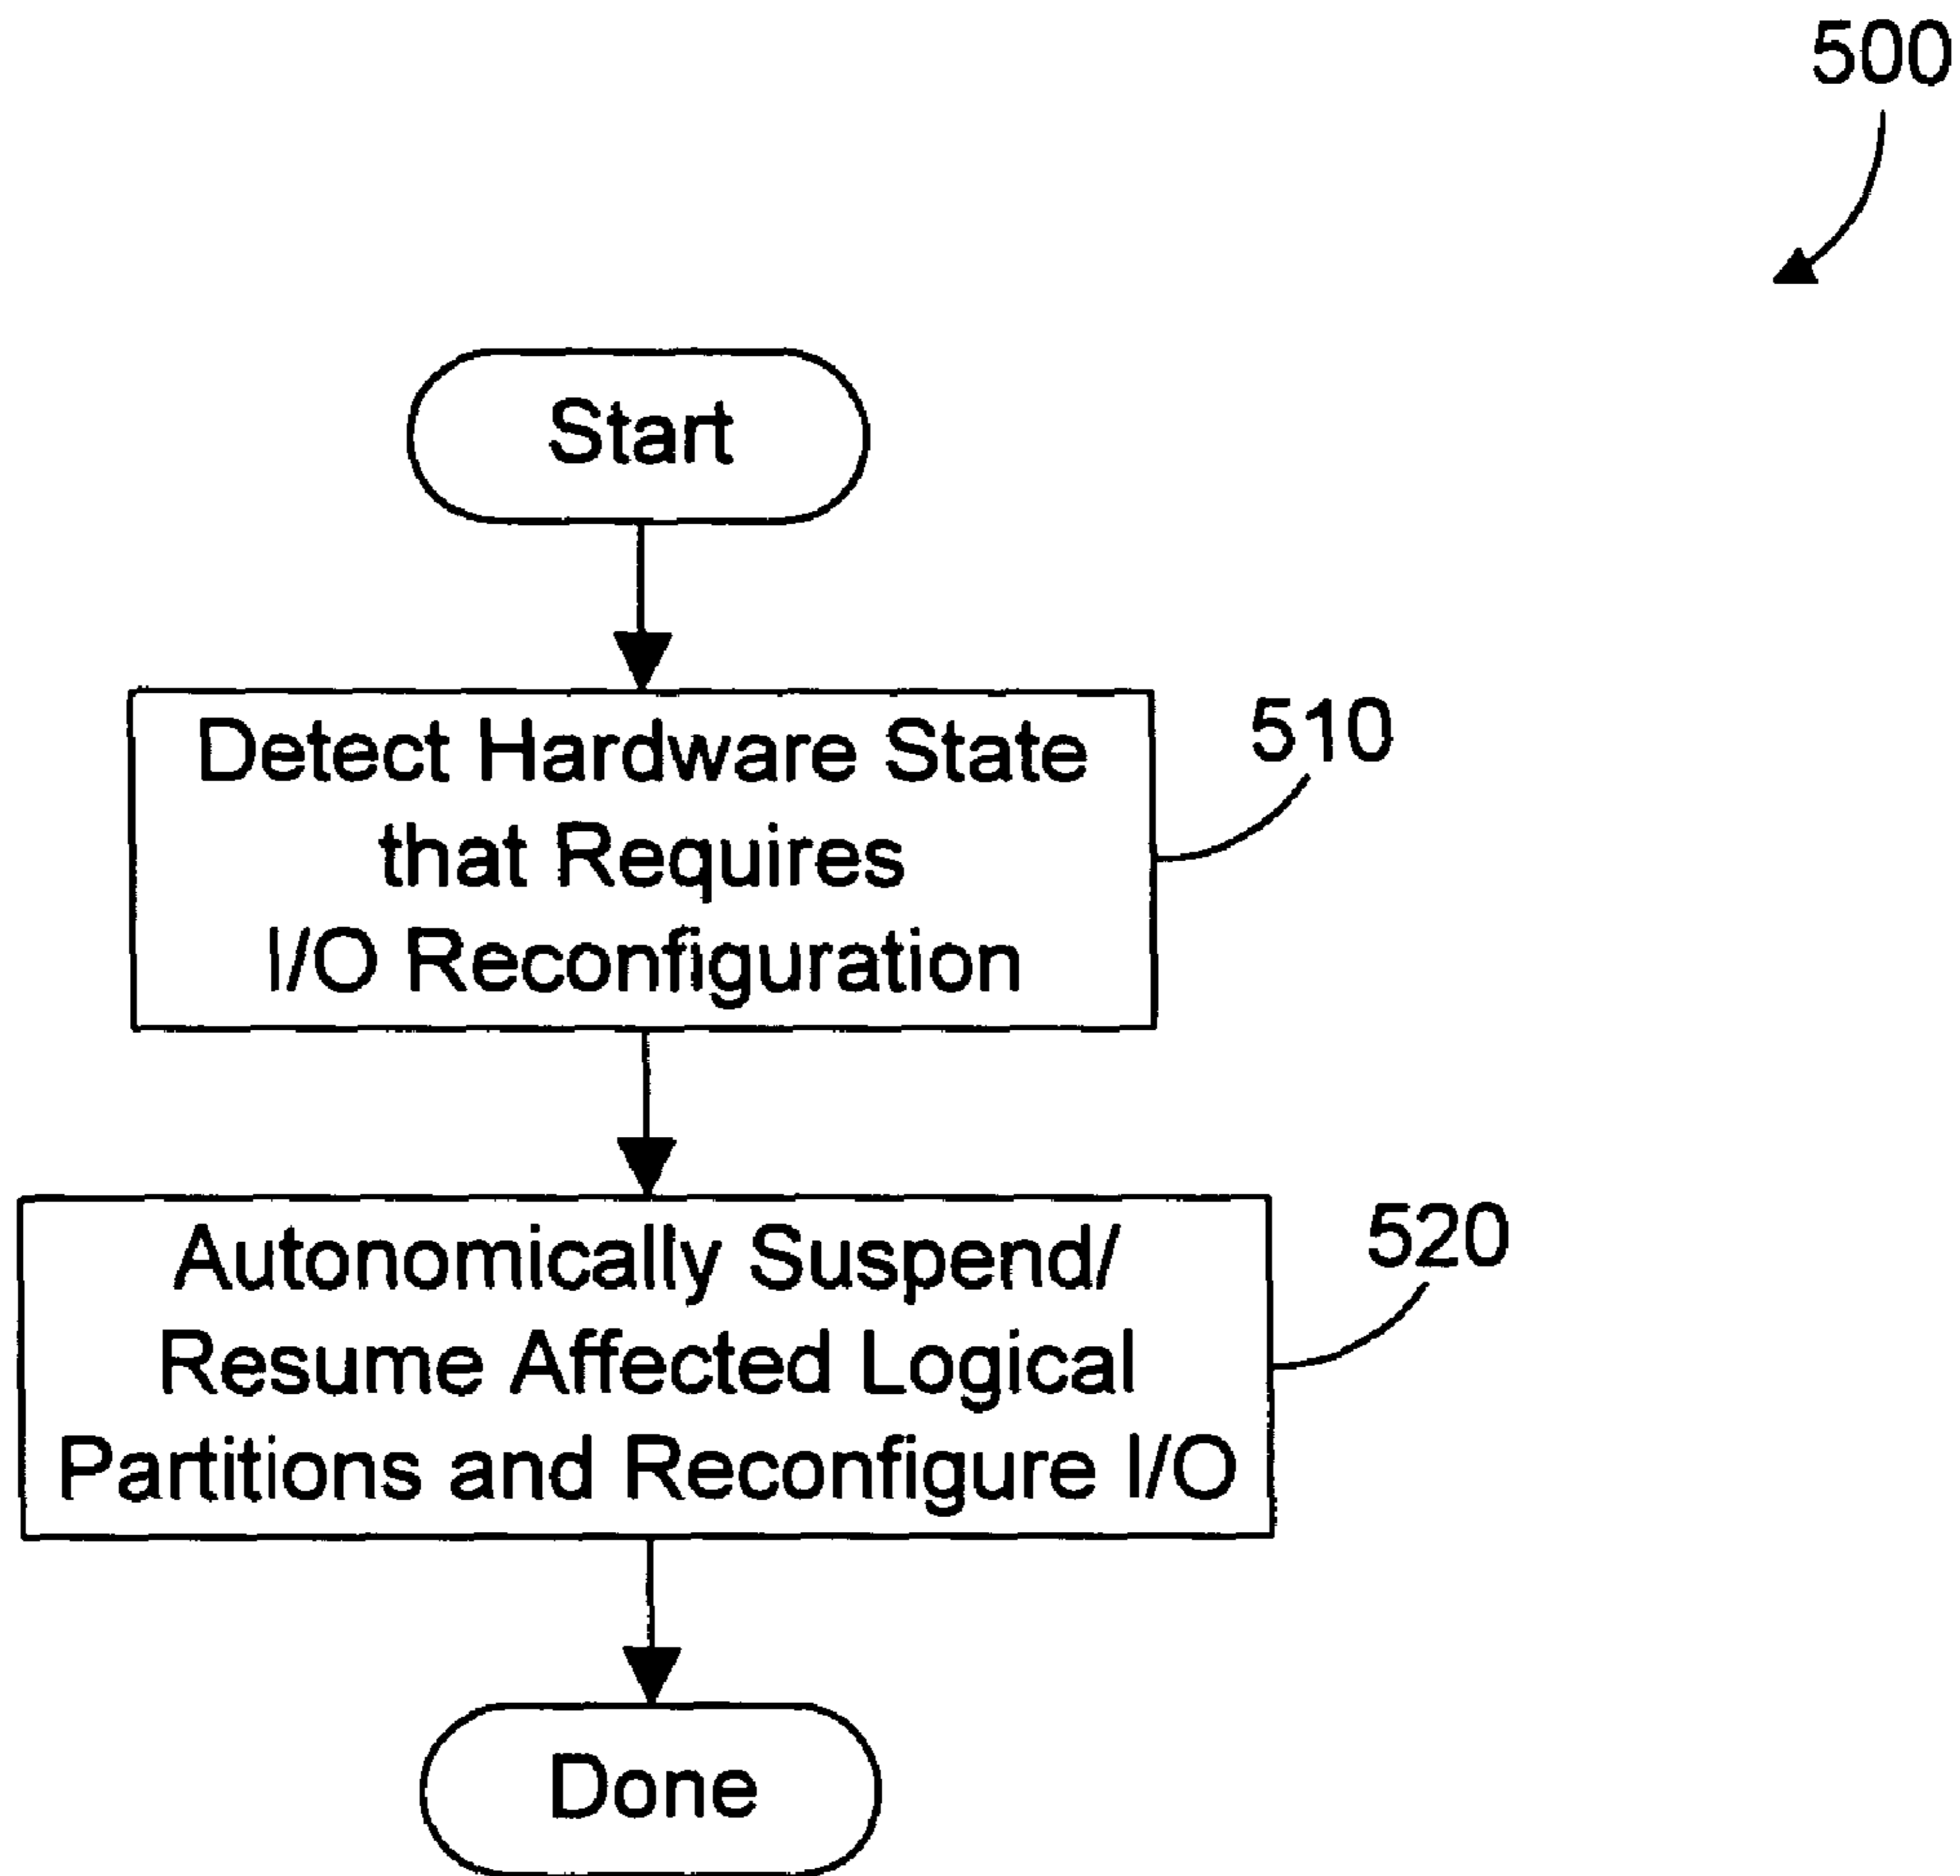 500
Start
Detect Hardware State
that Requires
I/O Reconfiguration
510
Autonomically Suspend/
Resume Affected Logical
Partitions and Reconfigure I/O
520
Done